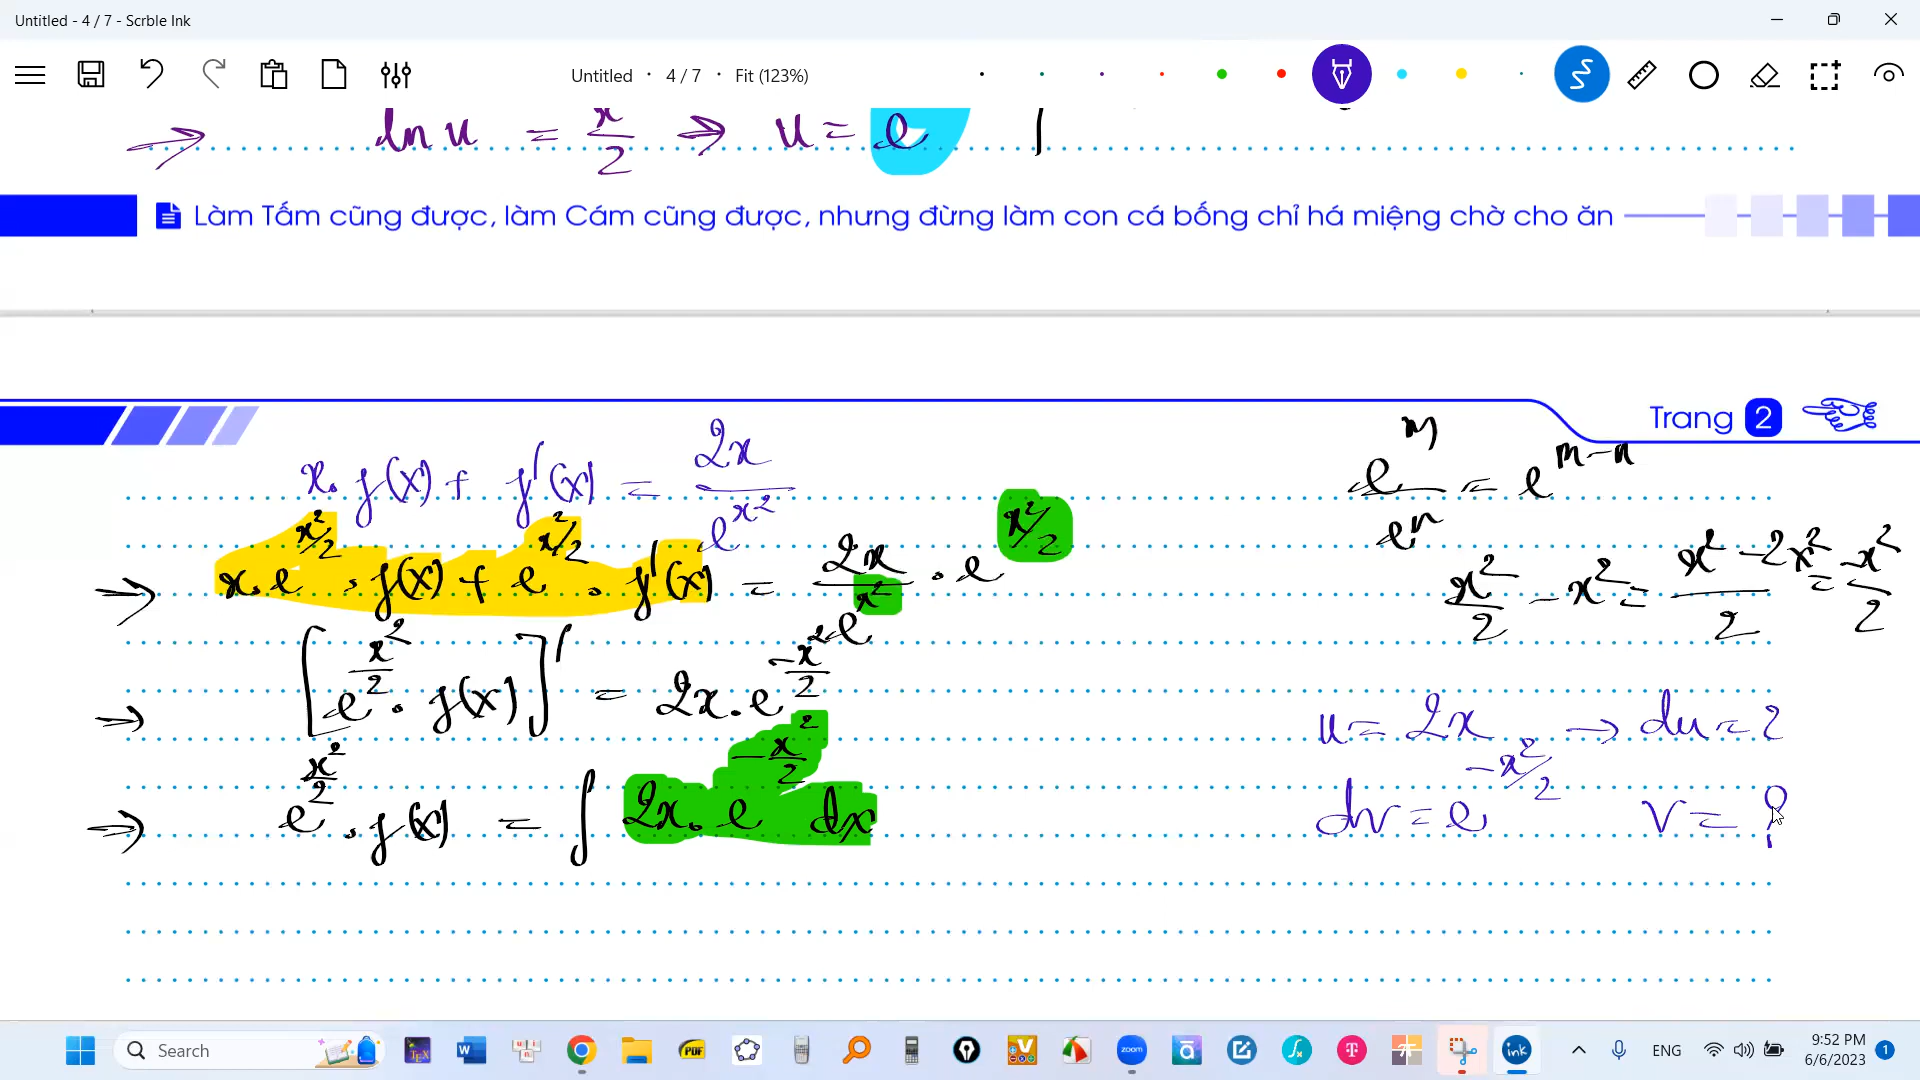 Untitled - 4 / 7 - Scrble Ink
Untitled · 4 / 7 · Fit (123%)
→ ln u = x/2 → u = e
Làm Tấm cũng được, làm Cám cũng được, nhưng đừng làm con cá bống chỉ há miệng chờ cho ăn
Trang 2
x.f(x) + f'(x) = 2x/e^x²
e^m/e^n = e^m-n
→ x.e^x²/2 .f(x) + e^x²/2 . f'(x) = 2x/e^x² . e^x²/2
x²/2 - x² = x² - 2x²/2 = -x²/2
→ [e^x²/2 . f(x)]' = 2x.e^-x²/2
u = 2x → du = 2
→ e^x²/2 .f(x) = ∫ 2x.e^-x²/2 dx
dv = e^-x²/2 v = ?
Search
ENG
9:52 PM
6/6/2023
1